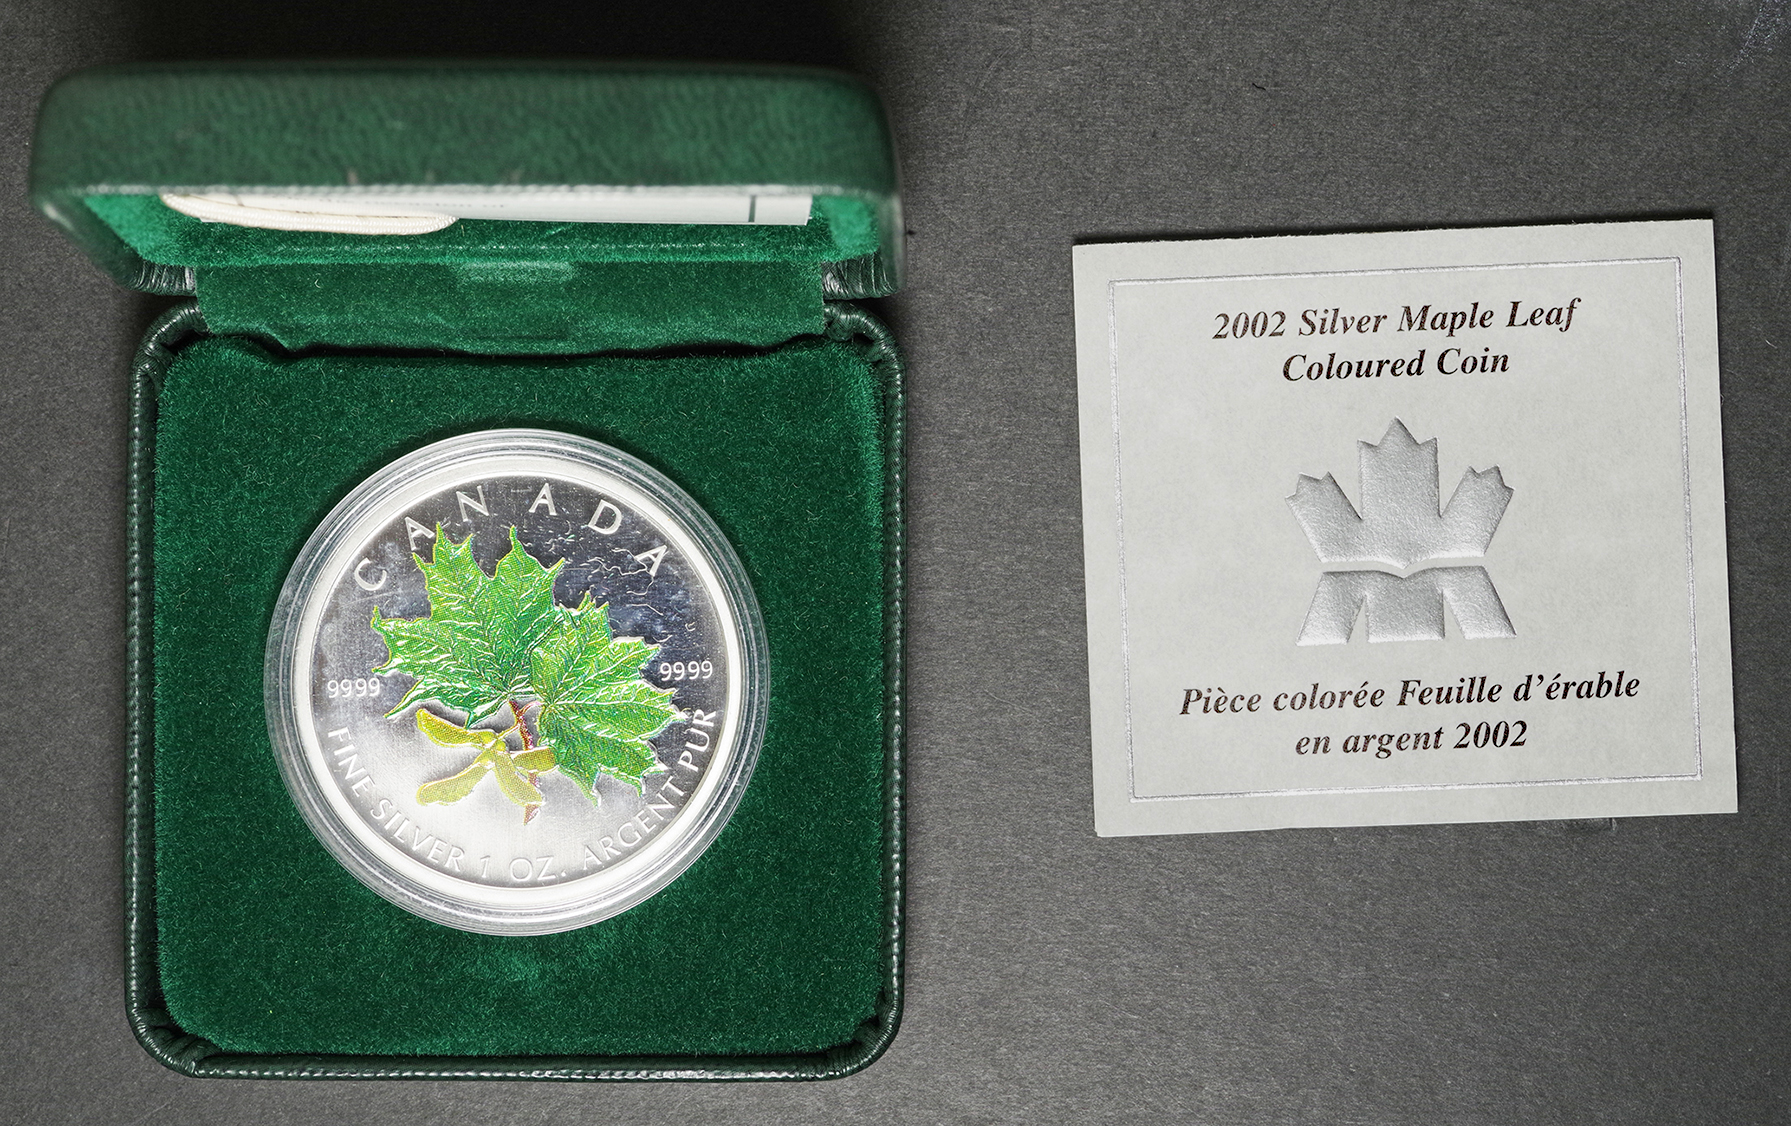 CANADA
9999
9999
FINE SILVER 1 OZ. ARGENT PUR
2002 Silver Maple Leaf
Coloured Coin
Pièce colorée Feuille d'érable
en argent 2002